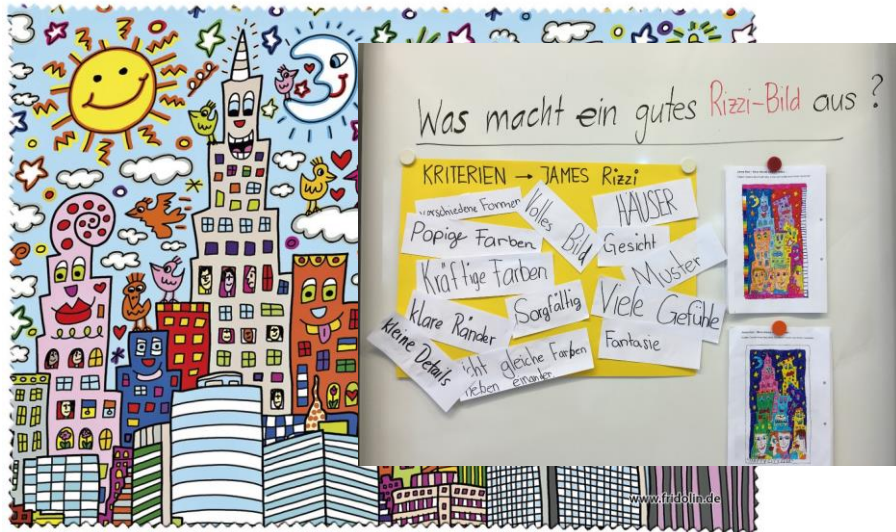 Was macht ein gutes Rizzi-Bild aus?
KRITERIEN → JAMES Rizzi
verschiedene Formen
Volles Bild
HÄUSER
Popige Farben
Gesicht
Kräftige Farben
Muster
klare Ränder
Sorgfältig
Viele Gefühle
kleine Details
icht gleiche Farben
neben einander
Fantasie
www.fridolin.de